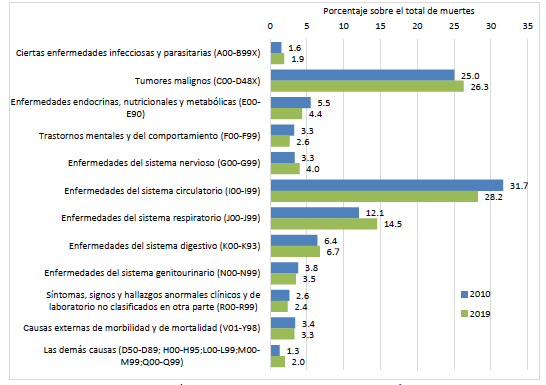 Porcentaje sobre el total de muertes
0 5 10 15 20 25 30 35
Ciertas enfermedades infecciosas y parasitarias (A00-B99X)
1.6
1.9
Tumores malignos (C00-D48X)
25.0
26.3
Enfermedades endocrinas, nutricionales y metabólicas (E00-
E90)
5.5
4.4
Trastornos mentales y del comportamiento (F00-F99)
3.3
2.6
Enfermedades del sistema nervioso (G00-G99)
3.3
4.0
Enfermedades del sistema circulatorio (I00-I99)
31.7
28.2
Enfermedades del sistema respiratorio (J00-J99)
12.1
14.5
Enfermedades del sistema digestivo (K00-K93)
6.4
6.7
Enfermedades del sistema genitourinario (N00-N99)
3.8
3.5
Síntomas, signos y hallazgos anormales clínicos y de
laboratorio no clasificados en otra parte (R00-R99)
2.6
2.4
Causas externas de morbilidad y de mortalidad (V01-Y98)
3.4
3.3
Las demás causas (D50-D89; H00-H95;L00-L99;M00-
M99;Q00-Q99)
1.3
2.0
2010
2019